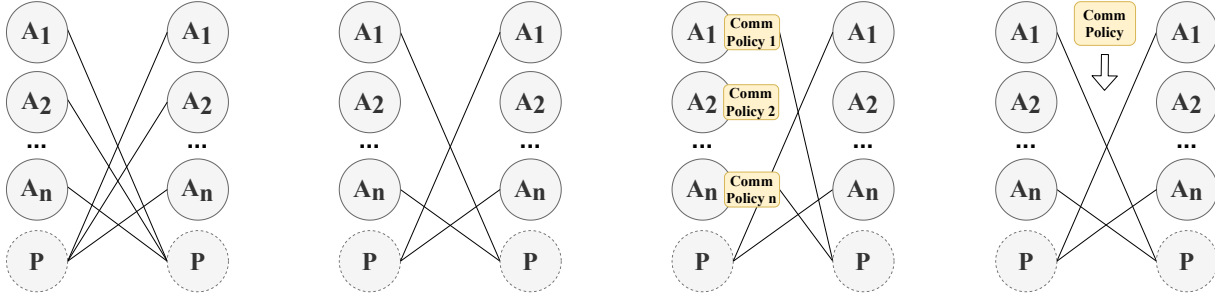 A1 A1
A2 A2
... ...
An An
P P
A1 A1
A2 A2
... ...
An An
P P
A1 Comm Policy 1 A1
A2 Comm Policy 2 A2
... ...
An Comm Policy n An
P P
A1 Comm Policy A1
A2 A2
... ...
An An
P P